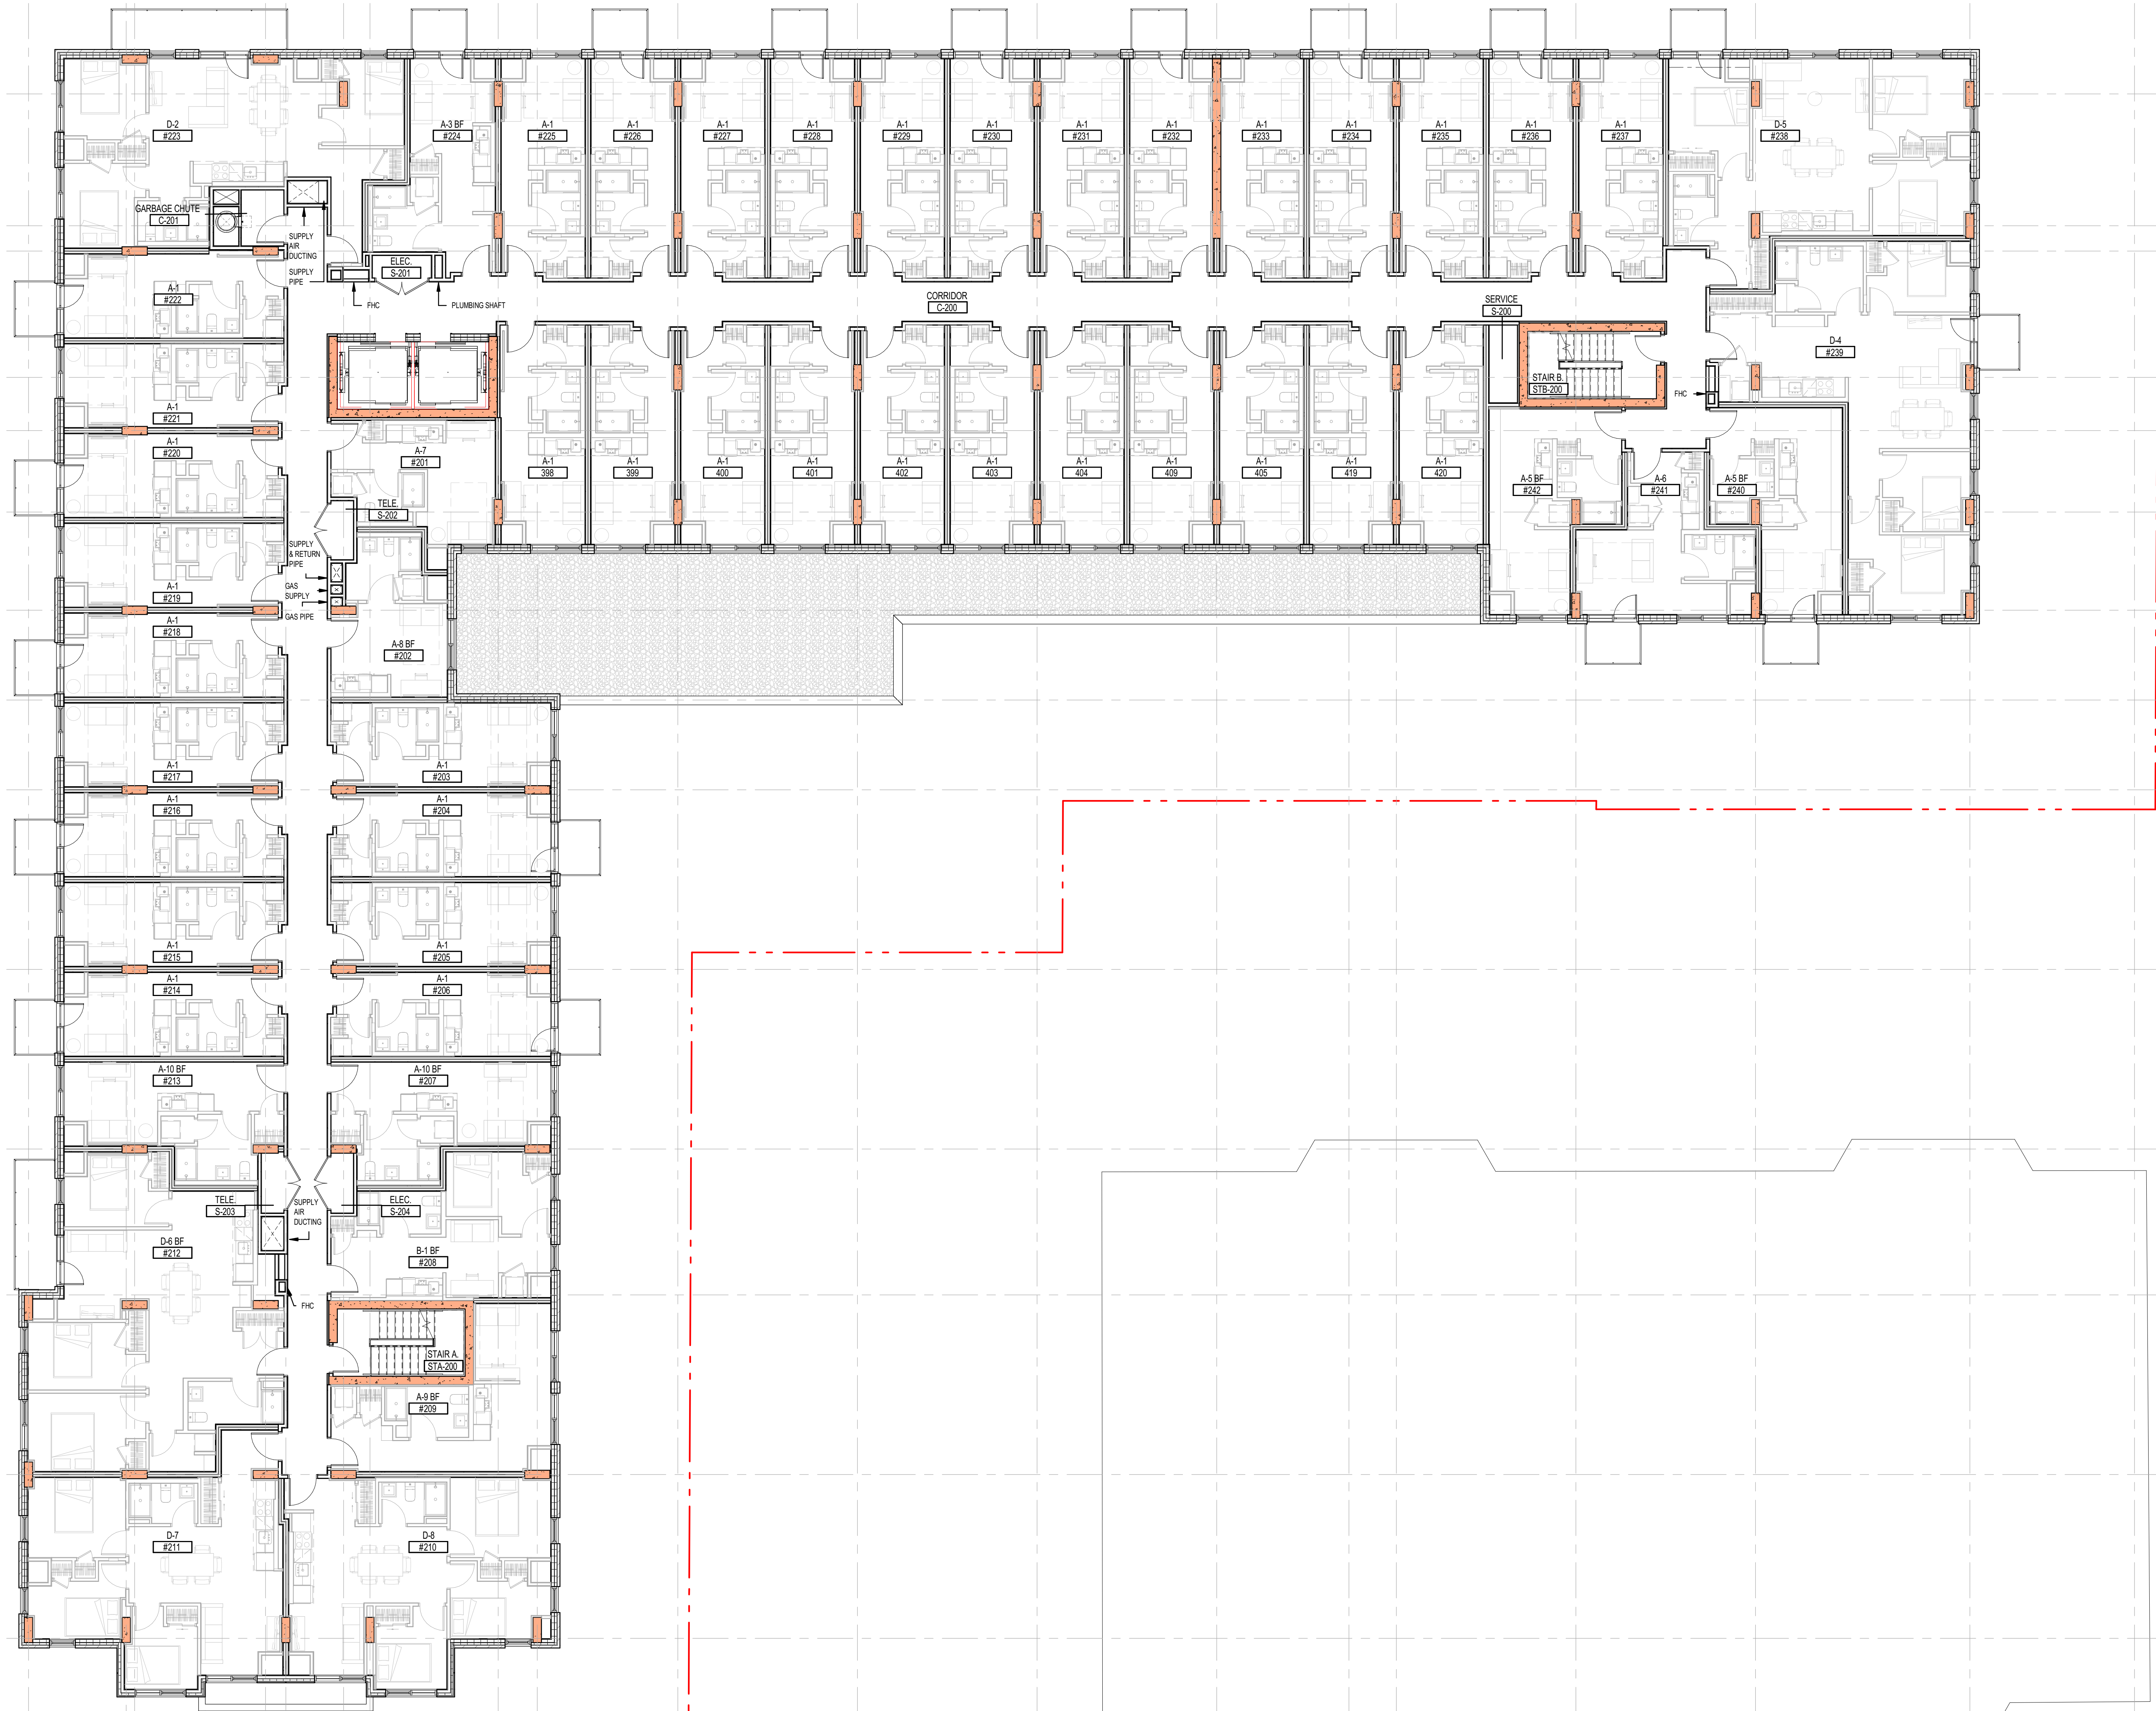 D-2
#223
A-3 BF
#224
A-1
#225
A-1
#226
A-1
#227
A-1
#228
A-1
#229
A-1
#230
A-1
#231
A-1
#232
A-1
#233
A-1
#234
A-1
#235
A-1
#236
A-1
#237
D-5
#238
GARBAGE CHUTE
C-201
SUPPLY
AIR
DUCTING
SUPPLY
PIPE
ELEC.
S-201
FHC
PLUMBING SHAFT
A-1
#222
CORRIDOR
C-200
SERVICE
S-200
D-4
#239
STAIR B.
STB-200
FHC
A-1
#221
A-1
#220
A-7
#201
A-1
398
A-1
399
A-1
400
A-1
401
A-1
402
A-1
403
A-1
404
A-1
409
A-1
405
A-1
419
A-1
420
A-5 BF
#242
A-6
#241
A-5 BF
#240
TELE.
S-202
SUPPLY
& RETURN
PIPE
GAS
SUPPLY
GAS PIPE
A-1
#219
A-1
#218
A-8 BF
#202
A-1
#217
A-1
#203
A-1
#216
A-1
#204
A-1
#215
A-1
#205
A-1
#214
A-1
#206
A-10 BF
#213
A-10 BF
#207
TELE.
S-203
SUPPLY
AIR
DUCTING
ELEC.
S-204
D-6 BF
#212
B-1 BF
#208
FHC
STAIR A.
STA-200
A-9 BF
#209
D-7
#211
D-8
#210